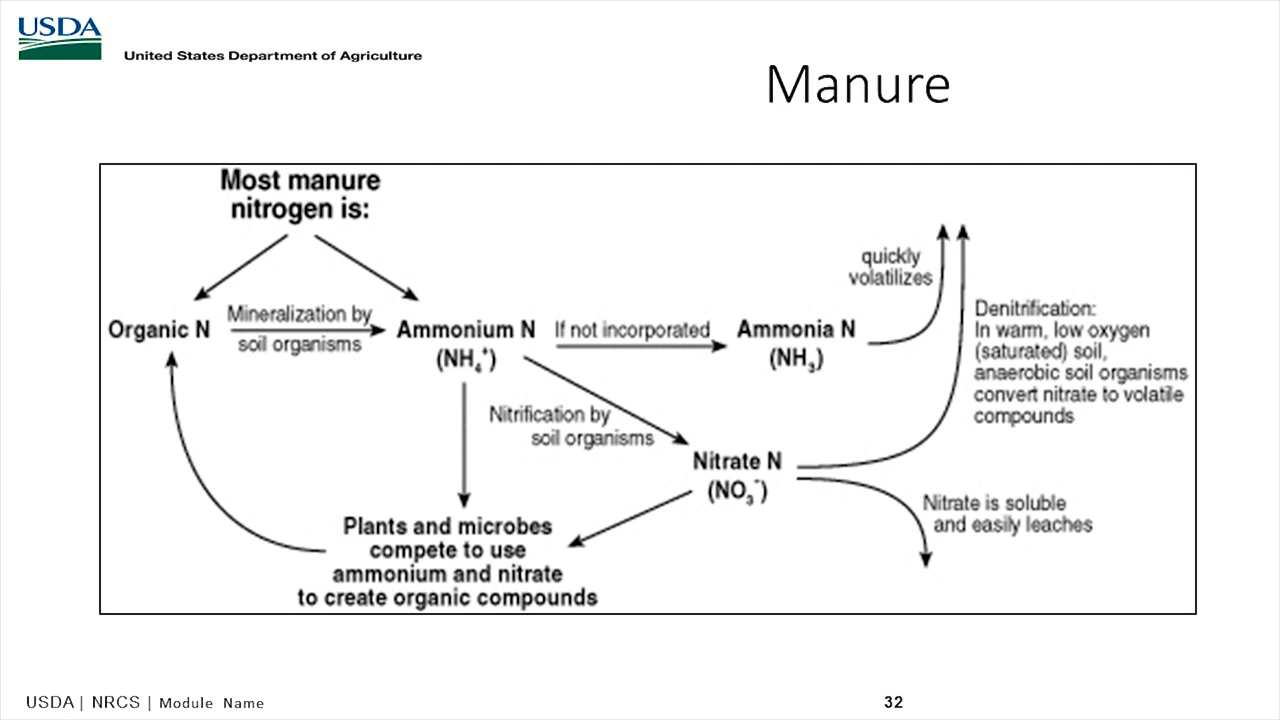 USDA
United States Department of Agriculture
Manure
Most manure
nitrogen is:
Organic N
Mineralization by
soil organisms
Ammonium N
(NH₄⁺)
If not incorporated
Ammonia N
(NH₃)
quickly
volatilizes
Denitrification:
In warm, low oxygen
(saturated) soil,
anaerobic soil organisms
convert nitrate to volatile
compounds
Nitrification by
soil organisms
Nitrate N
(NO₃⁻)
Nitrate is soluble
and easily leaches
Plants and microbes
compete to use
ammonium and nitrate
to create organic compounds
USDA | NRCS | Module Name
32